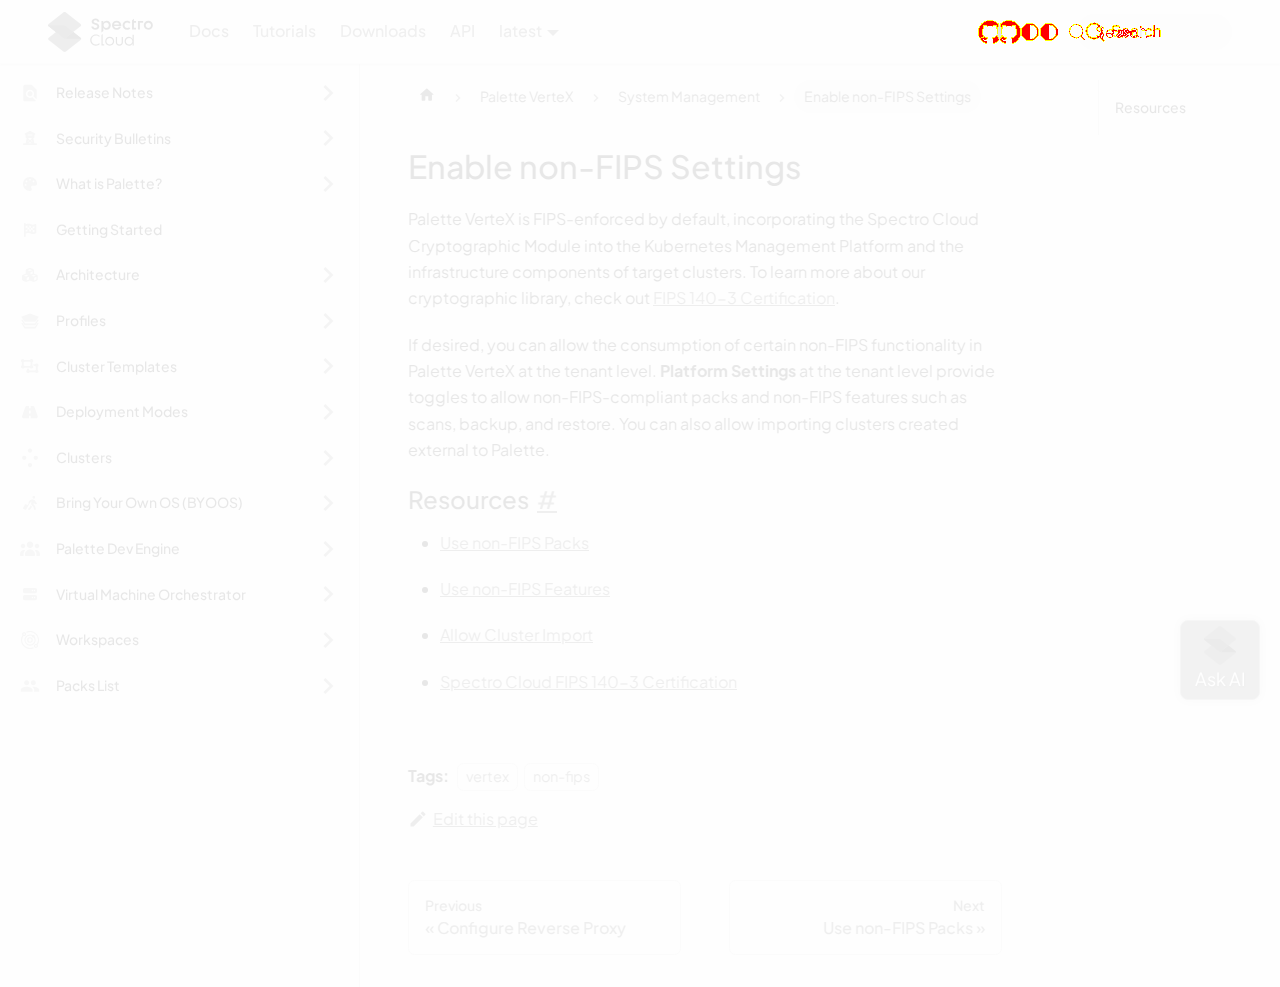 Spectro Cloud
Docs Tutorials Downloads API latest Search
Release Notes
Security Bulletins
What is Palette?
Getting Started
Architecture
Profiles
Cluster Templates
Deployment Modes
Clusters
Bring Your Own OS (BYOOS)
Palette Dev Engine
Virtual Machine Orchestrator
Workspaces
Packs List
Palette VerteX
System Management
Enable non-FIPS Settings
Enable non-FIPS Settings
Palette VerteX is FIPS-enforced by default, incorporating the Spectro Cloud
Cryptographic Module into the Kubernetes Management Platform and the
infrastructure components of target clusters. To learn more about our
cryptographic library, check out FIPS 140-3 Certification.
If desired, you can allow the consumption of certain non-FIPS functionality in
Palette VerteX at the tenant level. Platform Settings at the tenant level provide
toggles to allow non-FIPS-compliant packs and non-FIPS features such as
scans, backup, and restore. You can also allow importing clusters created
external to Palette.
Resources #
Use non-FIPS Packs
Use non-FIPS Features
Allow Cluster Import
Spectro Cloud FIPS 140-3 Certification
Tags: vertex non-fips
Edit this page
Previous
« Configure Reverse Proxy
Next
Use non-FIPS Packs »
Resources
Ask AI